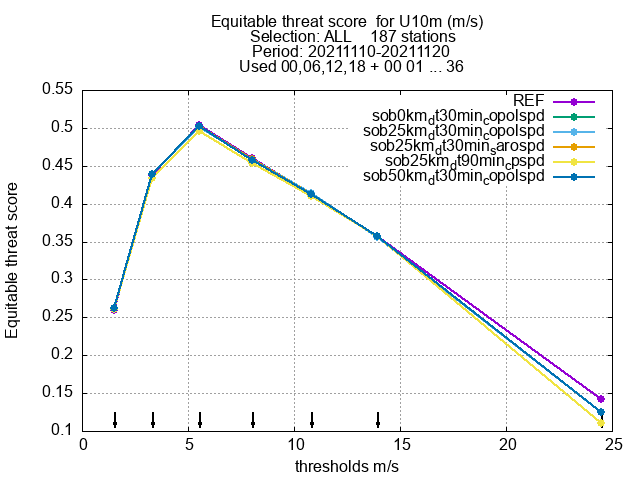 Equitable threat score  for U10m (m/s)
Selection: ALL    187 stations
Period: 20211110-20211120
Used 00,06,12,18 + 00 01 ... 36
REF
sob0km_dt30min_copolspd
sob25km_dt30min_copolspd
sob25km_dt30min_sarospd
sob25km_dt90min_cpspd
sob50km_dt30min_copolspd
0.55
0.5
0.45
0.4
0.35
0.3
0.25
0.2
0.15
0.1
Equitable threat score
0 5 10 15 20 25
thresholds m/s